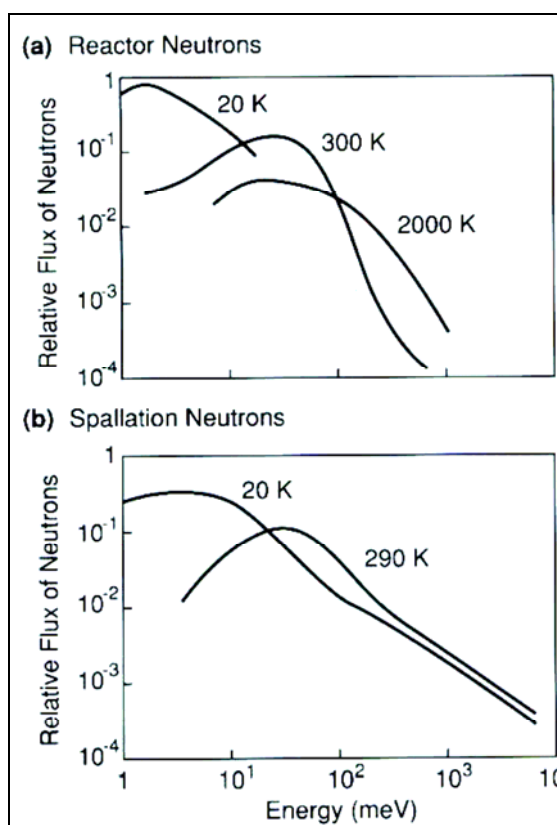 (a) Reactor Neutrons
Relative Flux of Neutrons
1
10⁻¹
10⁻²
10⁻³
10⁻⁴
20 K
300 K
2000 K
(b) Spallation Neutrons
Relative Flux of Neutrons
1
10⁻¹
10⁻²
10⁻³
10⁻⁴
20 K
290 K
1
10¹
10²
10³
10
Energy (meV)